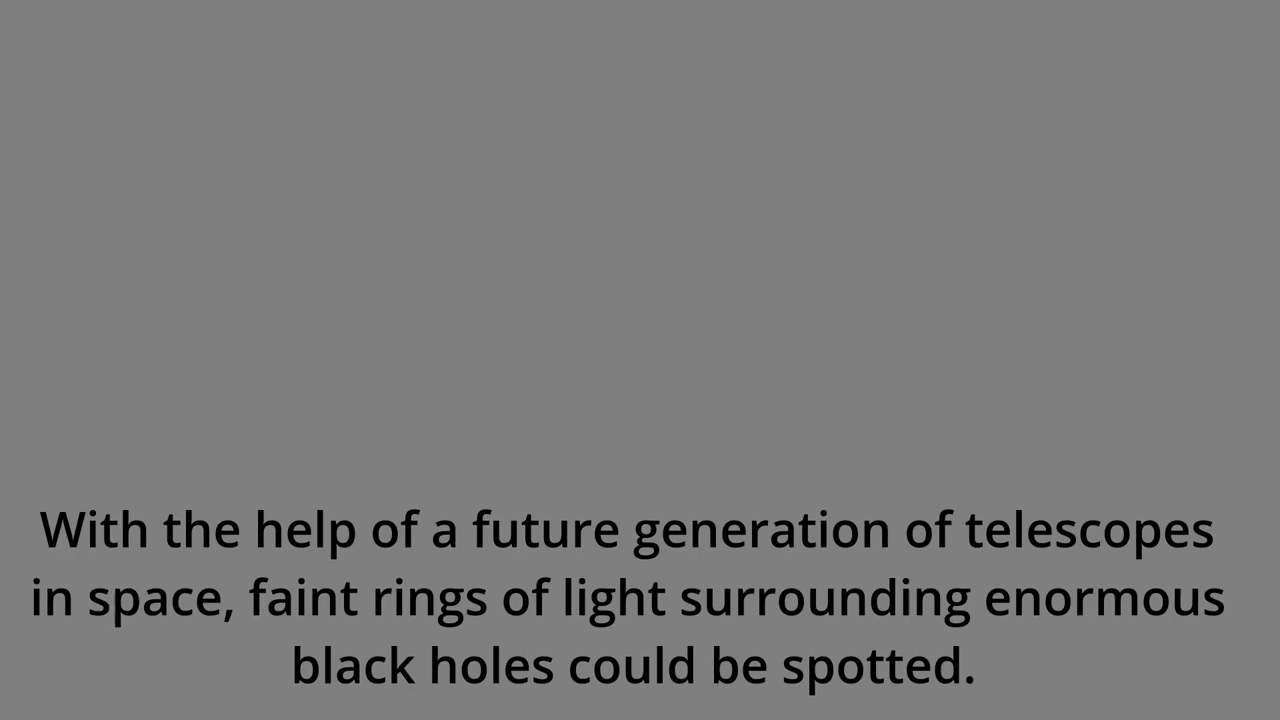 With the help of a future generation of telescopes
in space, faint rings of light surrounding enormous
black holes could be spotted.